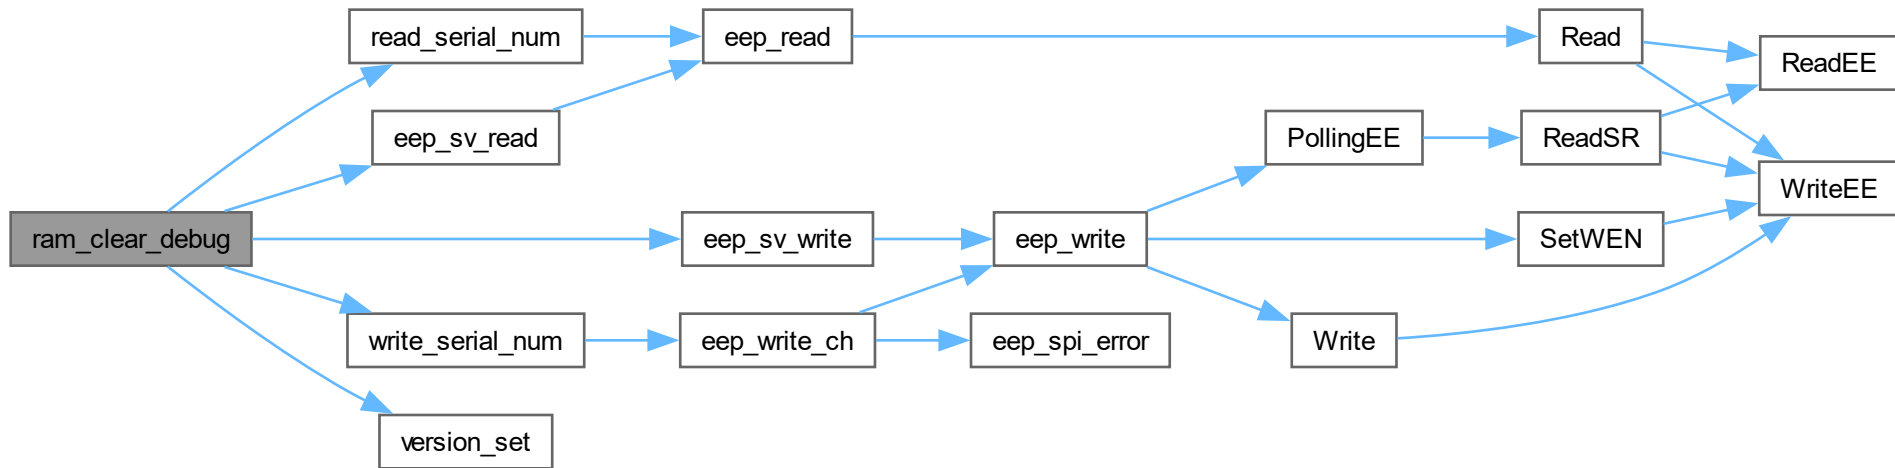 read_serial_num
eep_read
Read
ReadEE
eep_sv_read
PollingEE
ReadSR
WriteEE
ram_clear_debug
eep_sv_write
eep_write
SetWEN
write_serial_num
eep_write_ch
eep_spi_error
Write
version_set